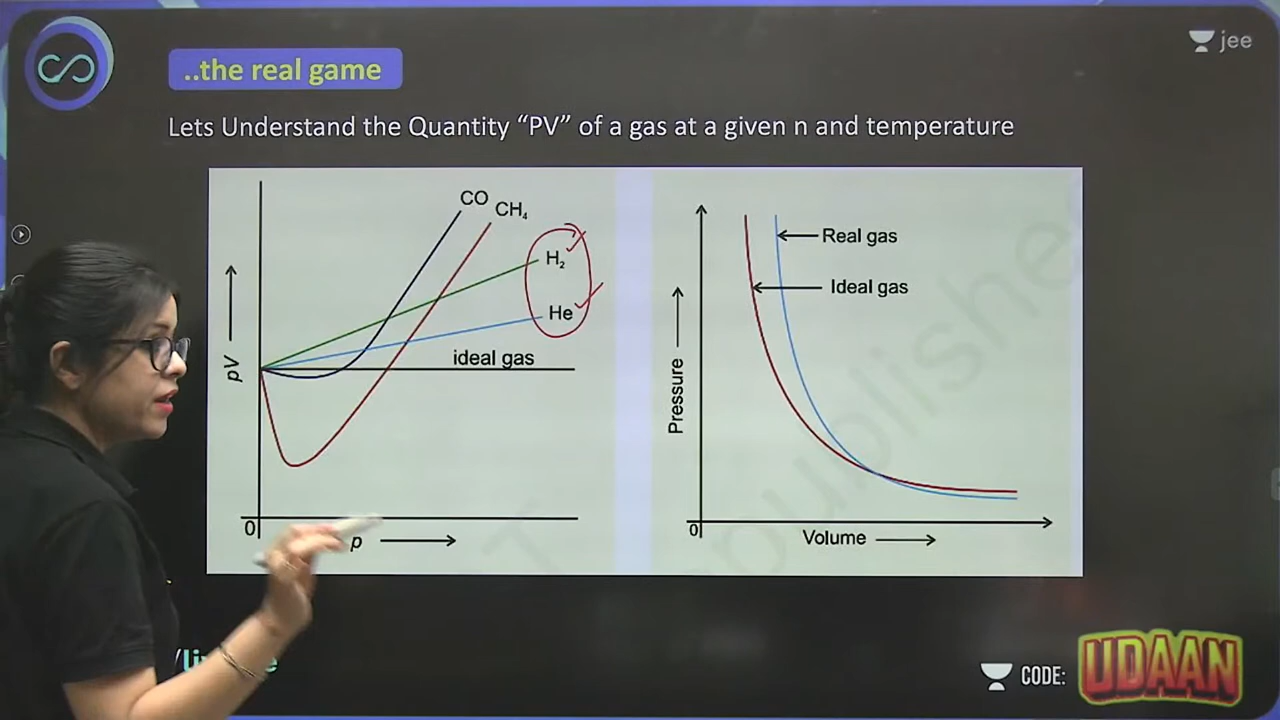 ..the real game
jee
Lets Understand the Quantity “PV” of a gas at a given n and temperature
CO
CH₄
H₂
He
ideal gas
pV
0
p
Real gas
Ideal gas
Pressure
0
Volume
CODE:
UDAAN